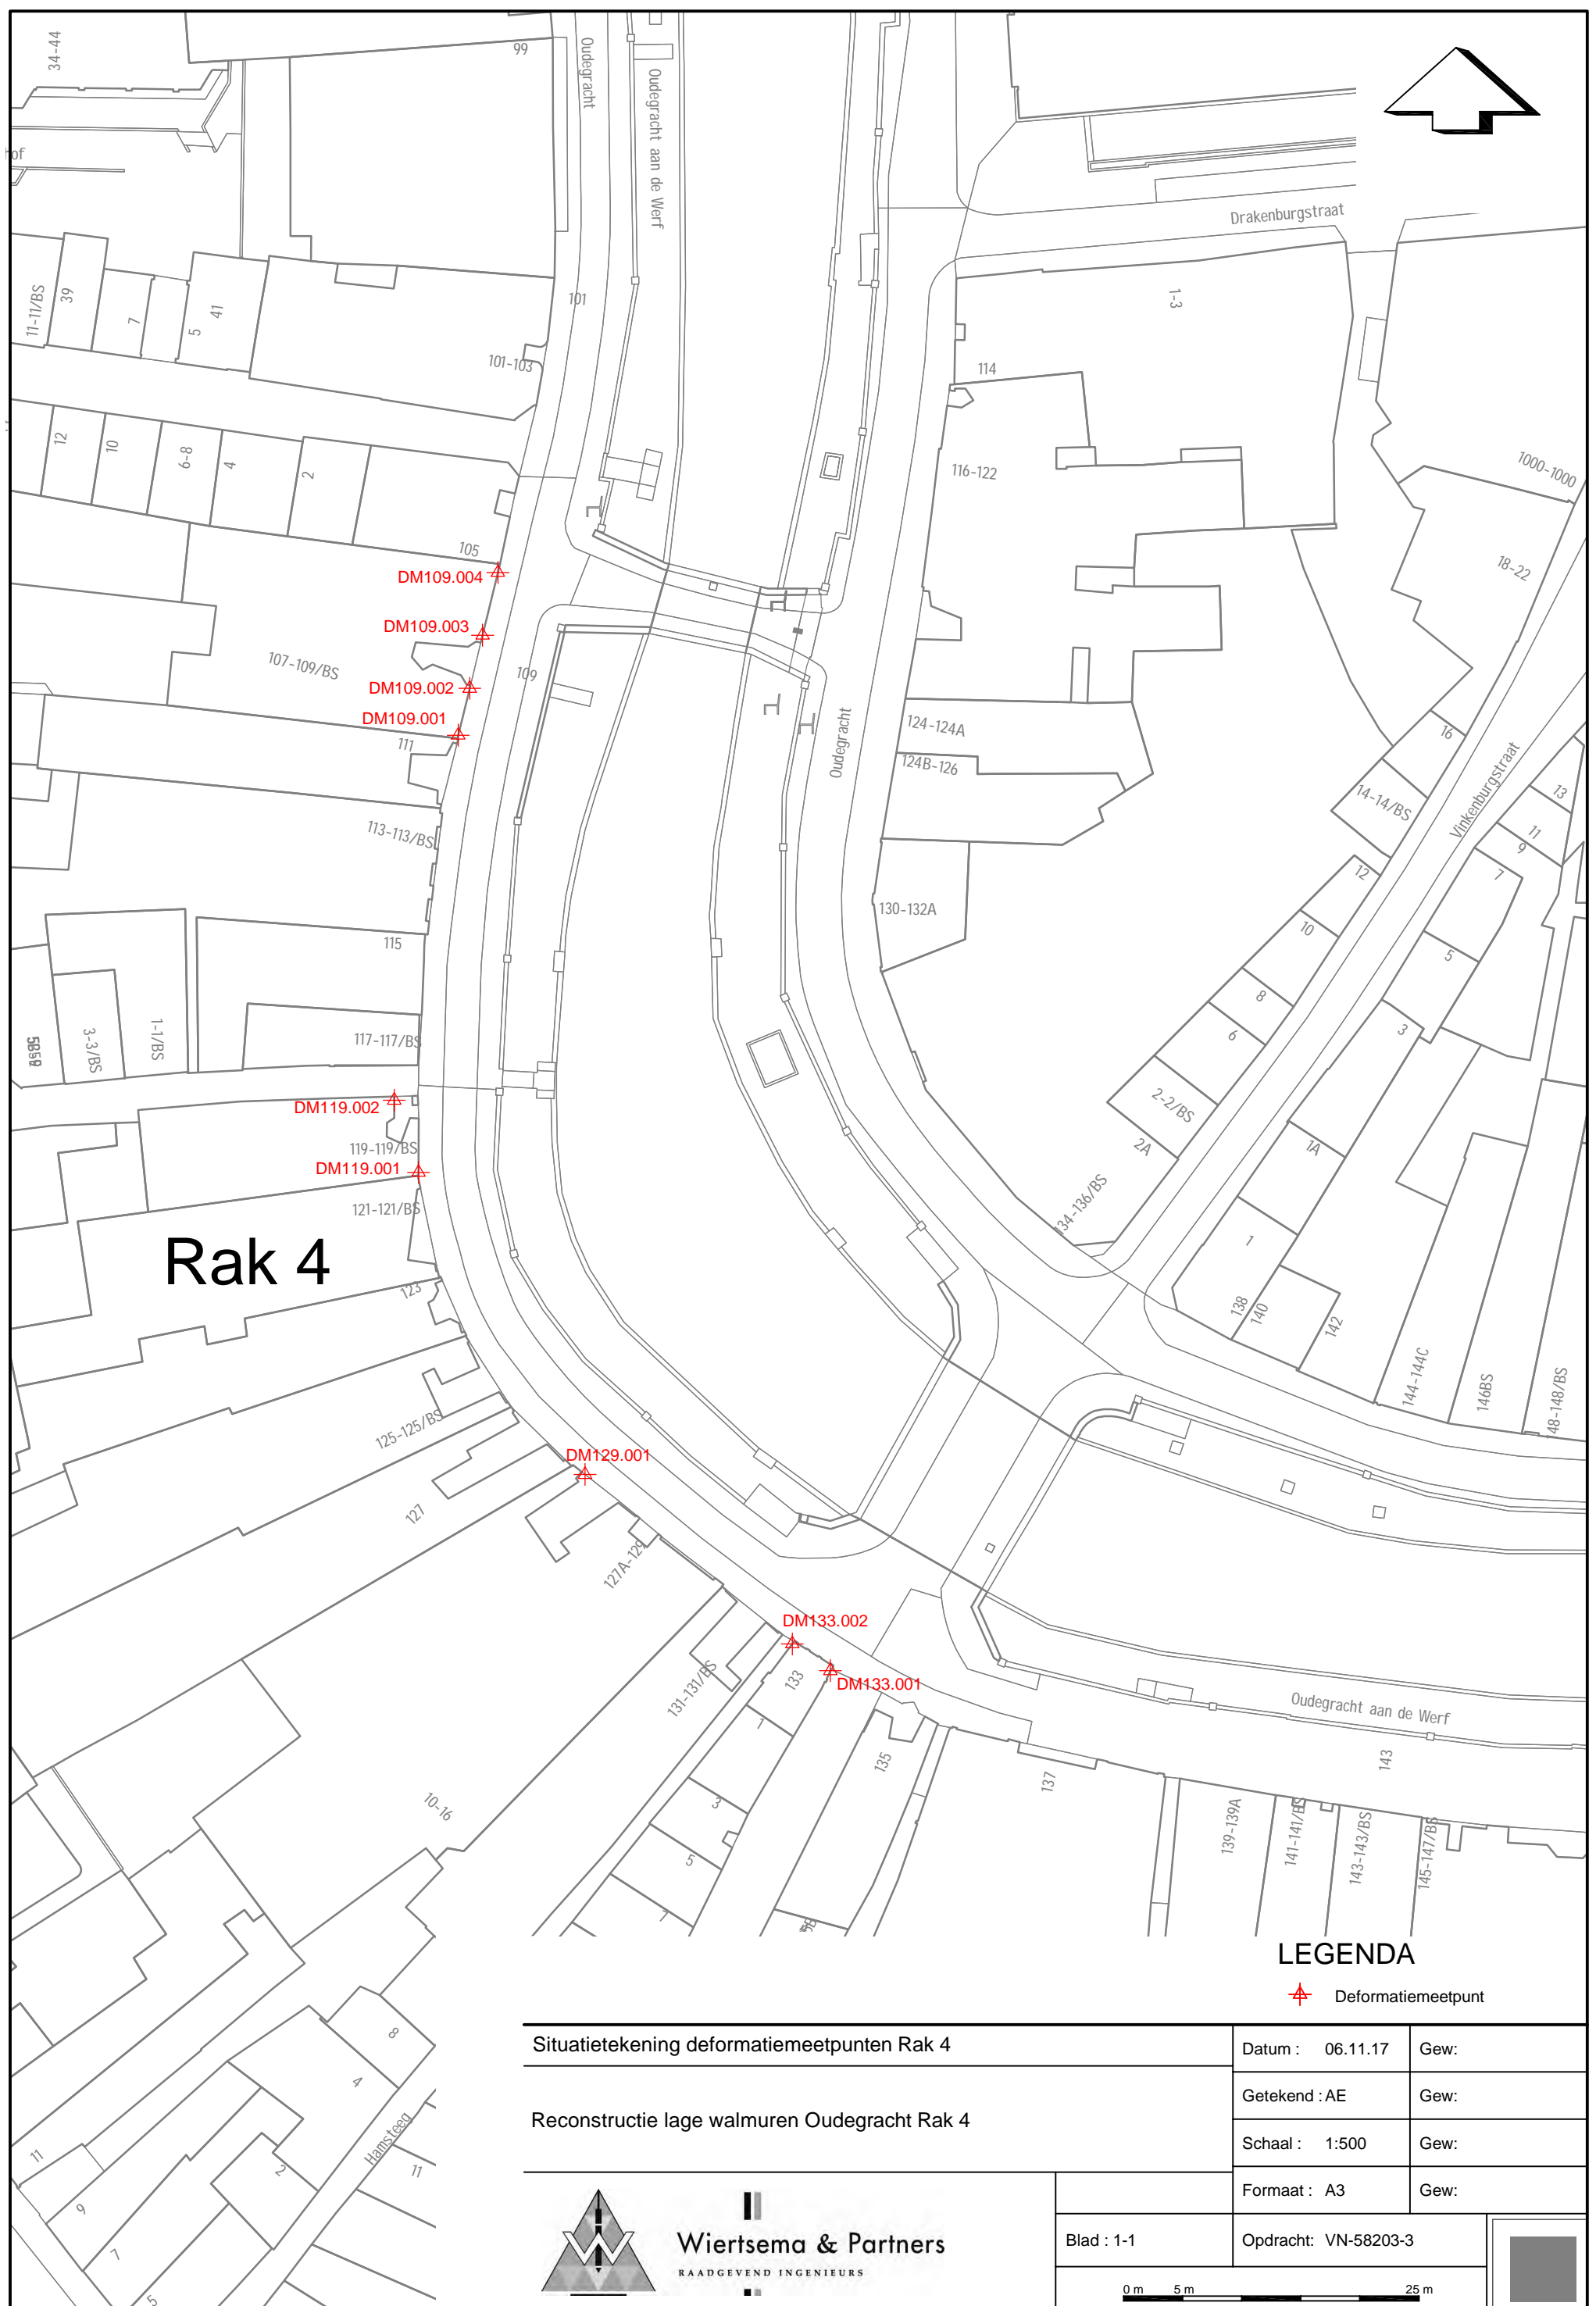 34-44
99
Oudegracht
Oudegracht aan de Werf
hof
Drakenburgstraat
11-11/BS
39
7
5
41
101
101-103
1-3
114
12
10
6-8
4
2
116-122
1000-1000
18-22
105
DM109.004
DM109.003
107-109/BS
109
DM109.002
DM109.001
111
Oudegracht
124-124A
124B-126
16
14-14/BS
Vinkenburgstraat
13
11
9
7
113-113/BS
12
130-132A
10
5
115
8
6
3
3-3/BS
1-1/BS
117-117/BS
2-2/BS
2A
1A
DM119.002
119-119/BS
DM119.001
121-121/BS
134-136/BS
1
Rak 4
123
138
140
142
144-144C
146BS
148-148/BS
125-125/BS
DM129.001
127
127A-129
DM133.002
131-131/BS
133
DM133.001
Oudegracht aan de Werf
1
135
137
143
10-16
3
5
7
139-139A
141-141/BS
143-143/BS
145-147/BS
LEGENDA
Deformatiemeetpunt
8
4
Hamsteeg
11
2
11
9
7
5
Situatietekening deformatiemeetpunten Rak 4
Datum : 06.11.17 Gew:
Getekend : AE Gew:
Reconstructie lage walmuren Oudegracht Rak 4
Schaal : 1:500 Gew:
Formaat : A3 Gew:
Wiertsema & Partners
RAADGEVEND INGENIEURS
Blad : 1-1
Opdracht: VN-58203-3
0 m 5 m 25 m